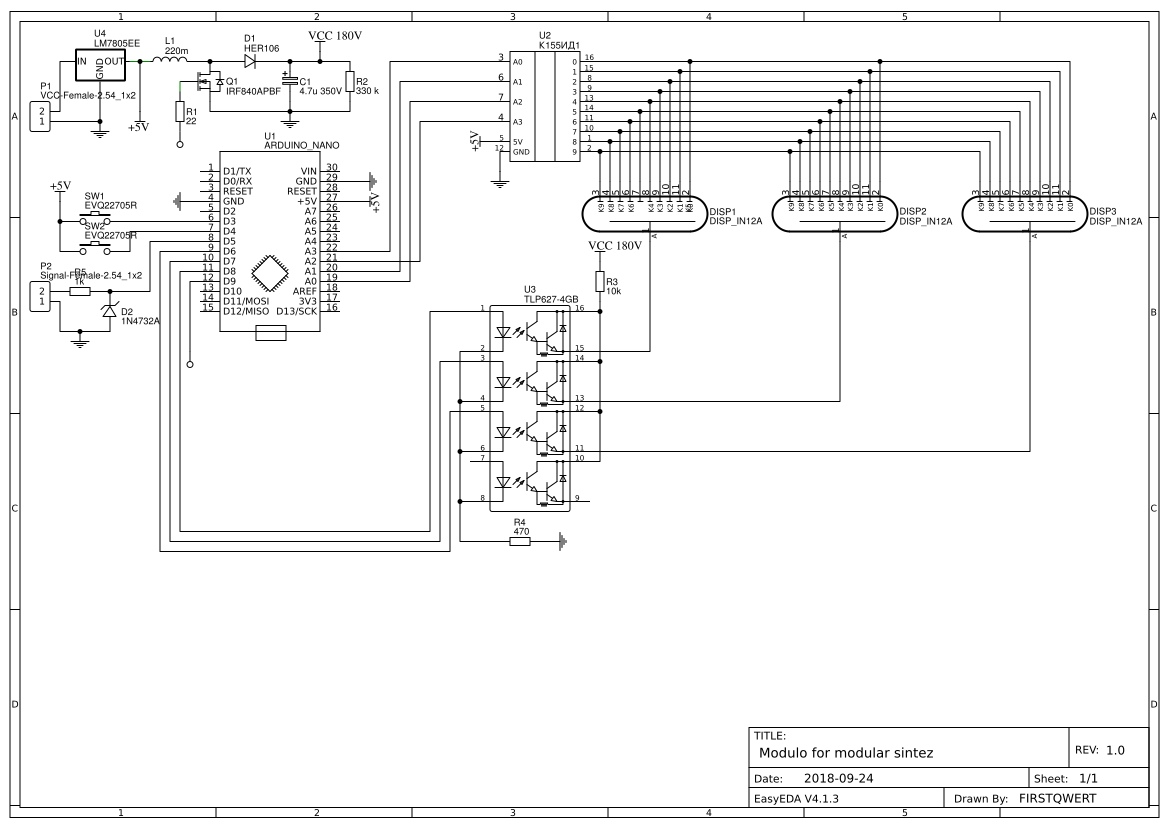 1 2 3 4 5
A
B
C
D
A
B
C
D
1 2 3 4 5
U4
LM7805EE
IN OUT
GND
L1
220m
D1
HER106
VCC 180V
Q1
IRF840APBF
C1
4.7u 350V
R2
330 k
P1
VCC-Female-2.54_1x2
2
1
+5V
R1
22
U1
ARDUINO_NANO
1 D1/TX VIN 30
2 D0/RX GND 29
3 RESET RESET 28
4 GND +5V 27
5 D2 A7 26
6 D3 A6 25
7 D4 A5 24
8 D5 A4 23
9 D6 A3 22
10 D7 A2 21
11 D8 A1 20
12 D9 A0 19
13 D10 AREF 18
14 D11/MOSI 3V3 17
15 D12/MISO D13/SCK 16
+5V
+5V
SW1
EVQ22705R
SW2
EVQ22705R
P2
Signal-Female-2.54_1x2
2
1
R5
1k
D2
1N4732A
U2
К155ИД1
3 A0 0 16
1 15
6 A1 2 8
3 9
7 A2 4 13
5 14
4 A3 6 11
7 10
5 5V 8 1
12 GND 9 2
+5V
3 4 5 6 7 8 9 10 11 2
K9 K8 K7 K6 K4 K3 K2 K1 K0
1
A
DISP1
DISP_IN12A
3 4 5 6 7 8 9 10 11 2
K9 K8 K7 K6 K5 K4 K3 K2 K1 K0
1
A
DISP2
DISP_IN12A
3 4 5 6 7 8 9 10 11 2
K9 K8 K7 K6 K5 K4 K3 K2 K1 K0
1
A
DISP3
DISP_IN12A
VCC 180V
R3
10k
U3
TLP627-4GB
1 16
2 15
3 14
4 13
5 12
6 11
7 10
8 9
R4
470
TITLE:
Modulo for modular sintez
REV: 1.0
Date: 2018-09-24
Sheet: 1/1
EasyEDA V4.1.3
Drawn By: FIRSTQWERT